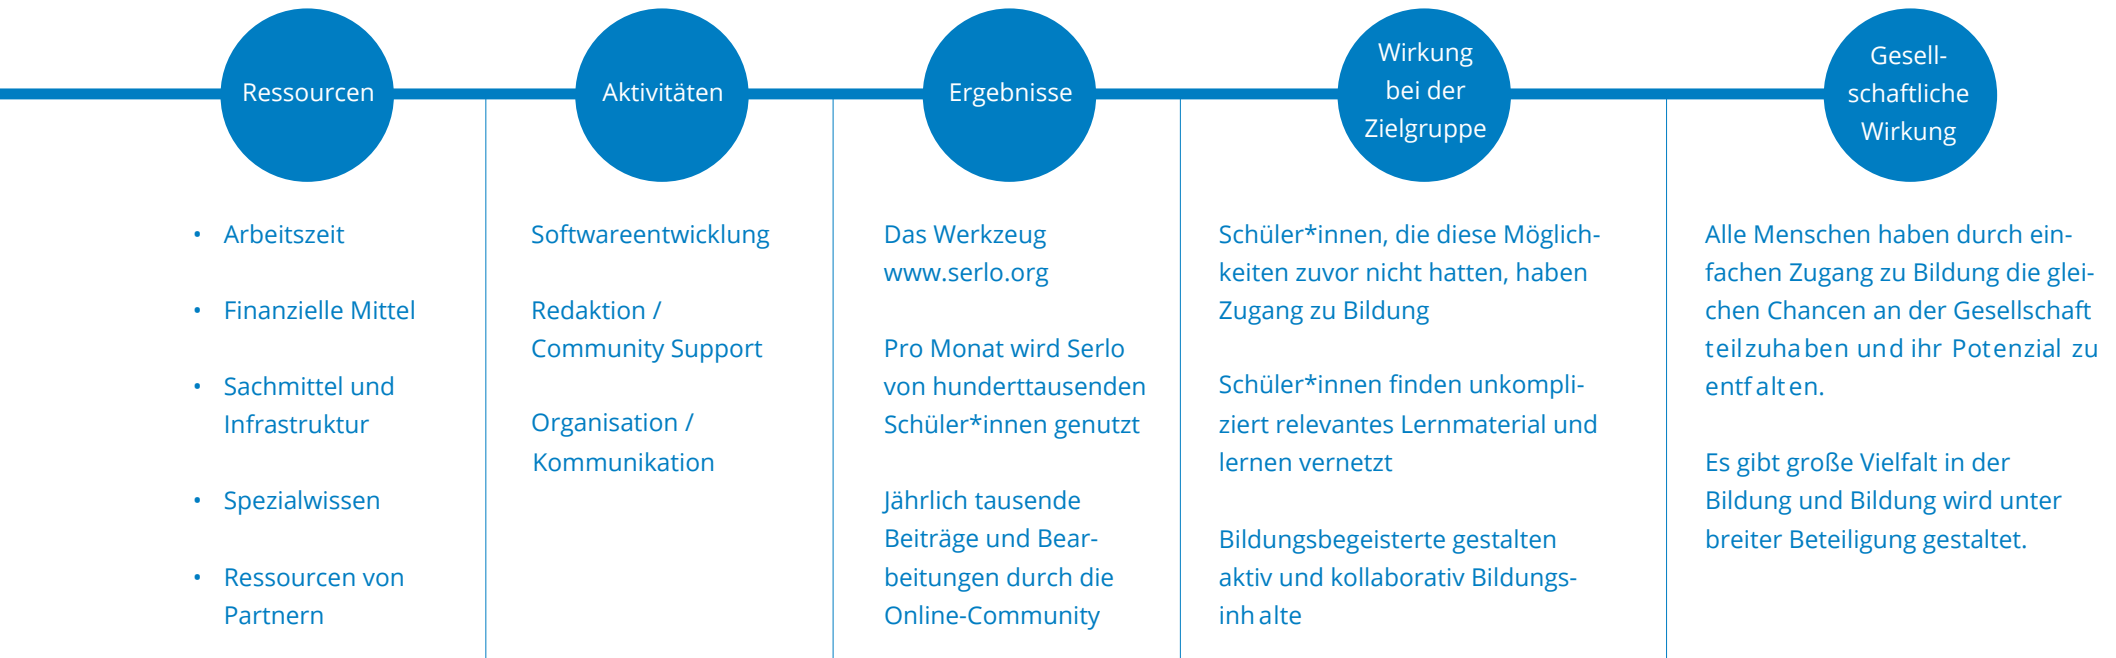 Ressourcen
Arbeitszeit
Finanzielle Mittel
Sachmittel und
Infrastruktur
Spezialwissen
Ressourcen von
Partnern
Aktivitäten
Softwareentwicklung
Redaktion /
Community Support
Organisation /
Kommunikation
Ergebnisse
Das Werkzeug
www.serlo.org
Pro Monat wird Serlo
von hunderttausenden
Schüler*innen genutzt
Jährlich tausende
Beiträge und Bear-
beitungen durch die
Online-Community
Wirkung
bei der
Zielgruppe
Schüler*innen, die diese Möglich-
keiten zuvor nicht hatten, haben
Zugang zu Bildung
Schüler*innen finden unkompli-
ziert relevantes Lernmaterial und
lernen vernetzt
Bildungsbegeisterte gestalten
aktiv und kollaborativ Bildungs-
inhalte
Gesell-
schaftliche
Wirkung
Alle Menschen haben durch ein-
fachen Zugang zu Bildung die glei-
chen Chancen an der Gesellschaft
teilzuhaben und ihr Potenzial zu
entfalten.
Es gibt große Vielfalt in der
Bildung und Bildung wird unter
breiter Beteiligung gestaltet.